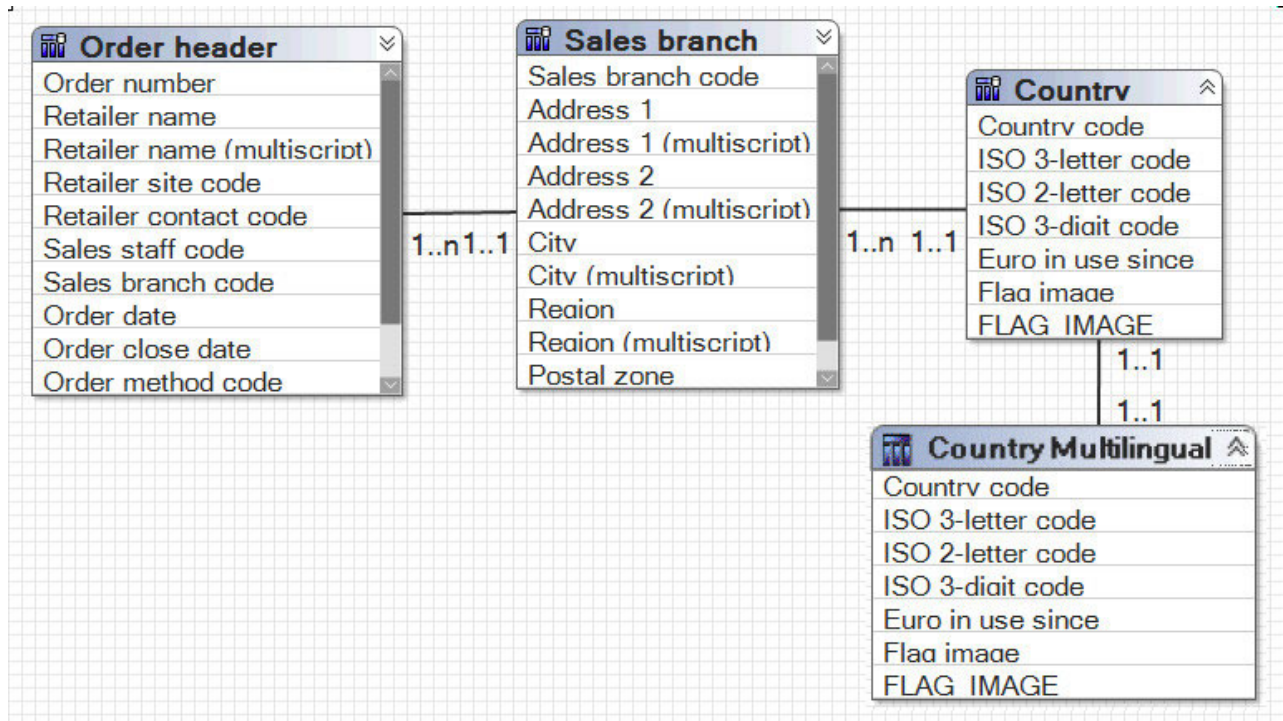 Order header
Order number
Retailer name
Retailer name (multiscript)
Retailer site code
Retailer contact code
Sales staff code
Sales branch code
Order date
Order close date
Order method code
1..n 1..1
Sales branch
Sales branch code
Address 1
Address 1 (multiscript)
Address 2
Address 2 (multiscript)
City
City (multiscript)
Region
Region (multiscript)
Postal zone
1..n 1..1
Country
Country code
ISO 3-letter code
ISO 2-letter code
ISO 3-digit code
Euro in use since
Flag image
FLAG IMAGE
1..1
1..1
Country Multilingual
Country code
ISO 3-letter code
ISO 2-letter code
ISO 3-digit code
Euro in use since
Flag image
FLAG IMAGE